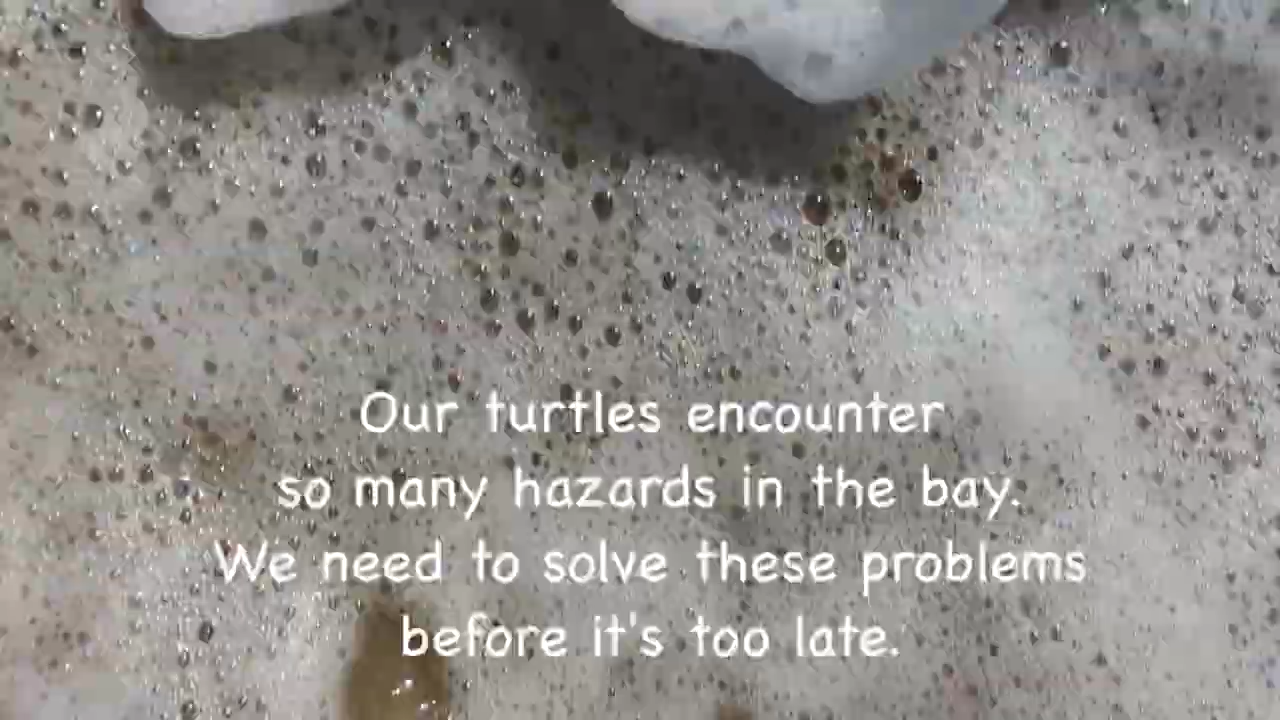 Our turtles encounter
so many hazards in the bay.
We need to solve these problems
before it's too late.